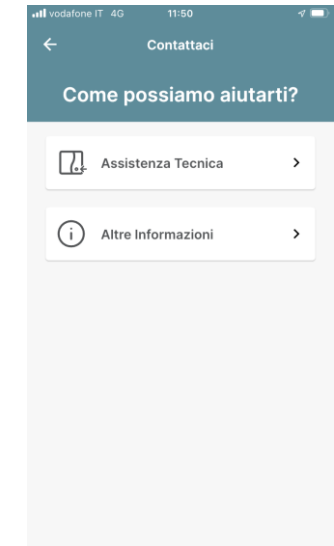 vodafone IT 4G 11:50
Contattaci
Come possiamo aiutarti?
Assistenza Tecnica
Altre Informazioni